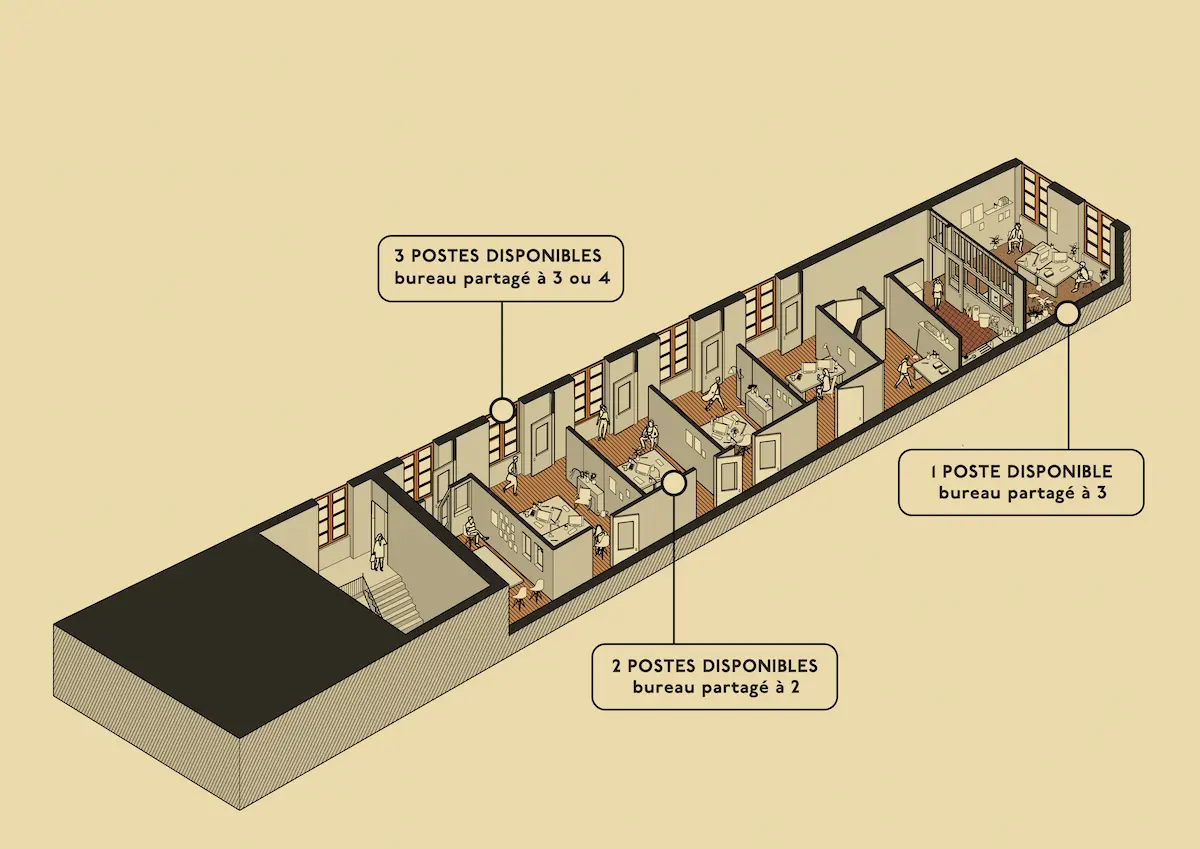 3 POSTES DISPONIBLES
bureau partagé à 3 ou 4
1 POSTE DISPONIBLE
bureau partagé à 3
2 POSTES DISPONIBLES
bureau partagé à 2